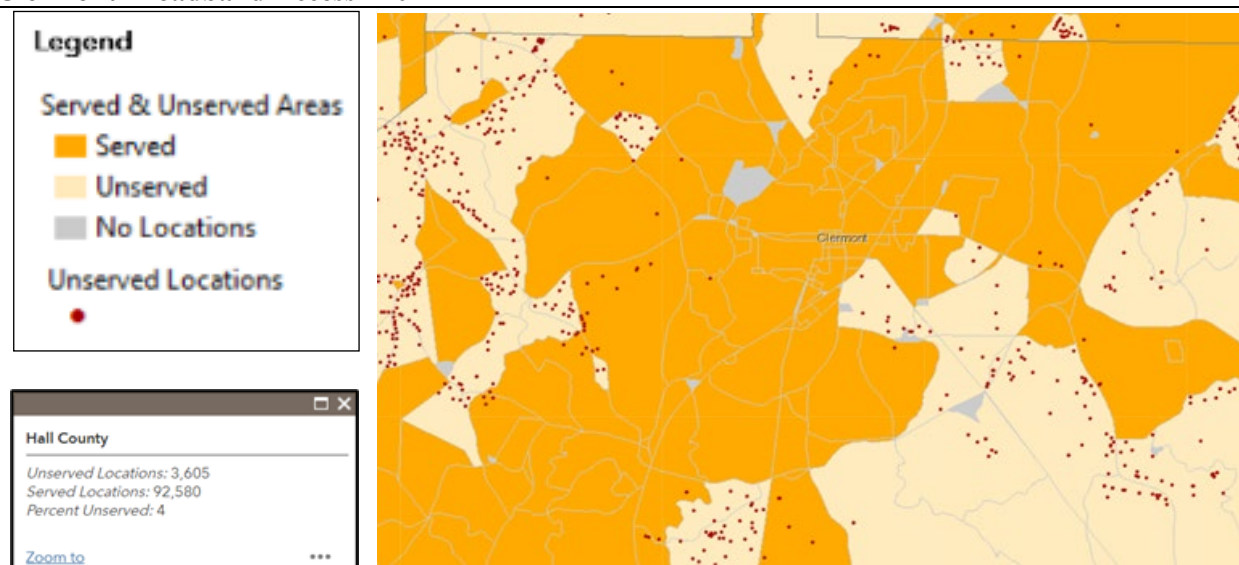 Legend
Served & Unserved Areas
Served
Unserved
No Locations
Unserved Locations
Hall County
Unserved Locations: 3,605
Served Locations: 92,580
Percent Unserved: 4
Zoom to
•••
Clermont